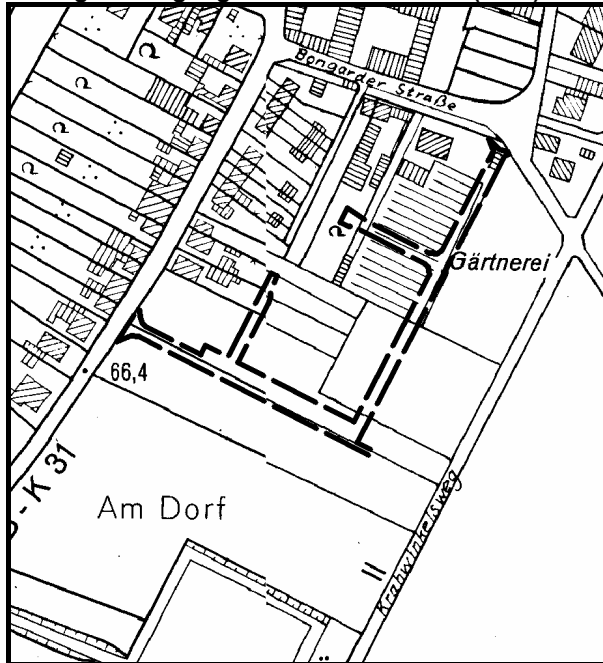 Bongarder Straße
Gärtnerei
66,4
K 31
Am Dorf
Krahwinkelsweg